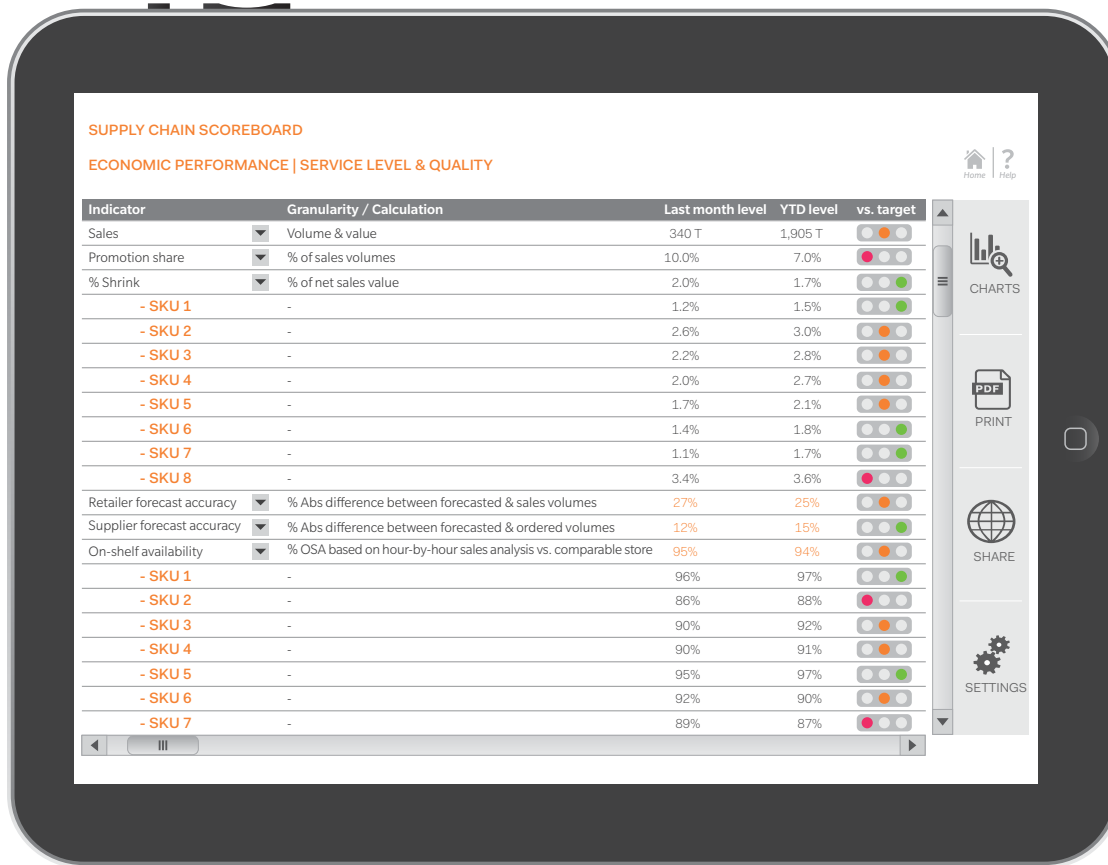 SUPPLY CHAIN SCOREBOARD
ECONOMIC PERFORMANCE | SERVICE LEVEL & QUALITY
Home | ? Help
Indicator Granularity / Calculation Last month level YTD level vs. target
Sales Volume & value 340 T 1,905 T
Promotion share % of sales volumes 10.0% 7.0%
% Shrink % of net sales value 2.0% 1.7%
- SKU 1 - 1.2% 1.5%
- SKU 2 - 2.6% 3.0%
- SKU 3 - 2.2% 2.8%
- SKU 4 - 2.0% 2.7%
- SKU 5 - 1.7% 2.1%
- SKU 6 - 1.4% 1.8%
- SKU 7 - 1.1% 1.7%
- SKU 8 - 3.4% 3.6%
Retailer forecast accuracy % Abs difference between forecasted & sales volumes 27% 25%
Supplier forecast accuracy % Abs difference between forecasted & ordered volumes 12% 15%
On-shelf availability % OSA based on hour-by-hour sales analysis vs. comparable store 95% 94%
- SKU 1 - 96% 97%
- SKU 2 - 86% 88%
- SKU 3 - 90% 92%
- SKU 4 - 90% 91%
- SKU 5 - 95% 97%
- SKU 6 - 92% 90%
- SKU 7 - 89% 87%
CHARTS
PDF
PRINT
SHARE
SETTINGS